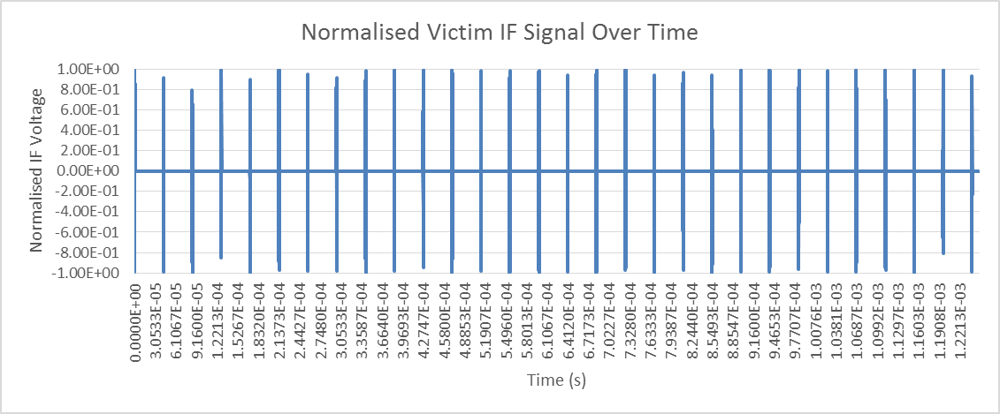 Normalised Victim IF Signal Over Time
Normalised IF Voltage
1.00E+00
8.00E-01
6.00E-01
4.00E-01
2.00E-01
0.00E+00
-2.00E-01
-4.00E-01
-6.00E-01
-8.00E-01
-1.00E+00
0.0000E+00
3.0533E-05
6.1067E-05
9.1600E-05
1.2213E-04
1.5267E-04
1.8320E-04
2.1373E-04
2.4427E-04
2.7480E-04
3.0533E-04
3.3587E-04
3.6640E-04
3.9693E-04
4.2747E-04
4.5800E-04
4.8853E-04
5.1907E-04
5.4960E-04
5.8013E-04
6.1067E-04
6.4120E-04
6.7173E-04
7.0227E-04
7.3280E-04
7.6333E-04
7.9387E-04
8.2440E-04
8.5493E-04
8.8547E-04
9.1600E-04
9.4653E-04
9.7707E-04
1.0076E-03
1.0381E-03
1.0687E-03
1.0992E-03
1.1297E-03
1.1603E-03
1.1908E-03
1.2213E-03
Time (s)